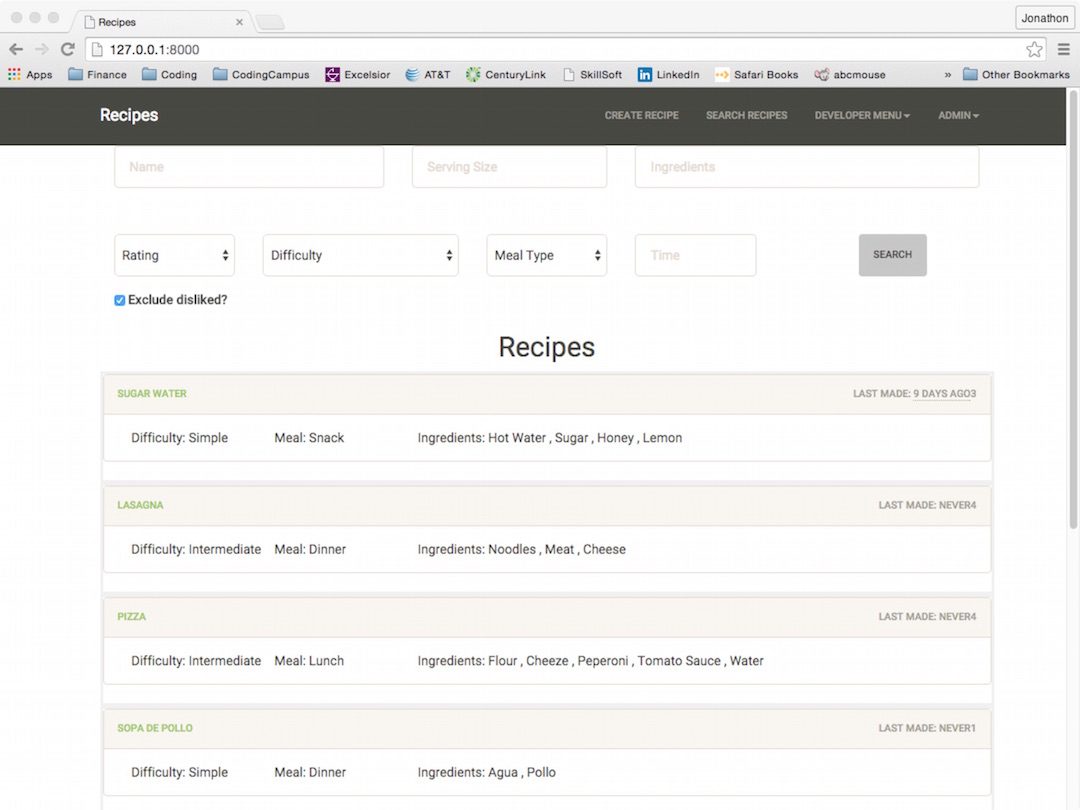 Recipes
Jonathon
127.0.0.1:8000
Apps Finance Coding CodingCampus Excelsior AT&T CenturyLink SkillSoft LinkedIn Safari Books abcmouse » Other Bookmarks
Recipes CREATE RECIPE SEARCH RECIPES DEVELOPER MENU ADMIN
Name Serving Size Ingredients
Rating Difficulty Meal Type Time SEARCH
Exclude disliked?
Recipes
SUGAR WATER LAST MADE: 9 DAYS AGO3
Difficulty: Simple Meal: Snack Ingredients: Hot Water , Sugar , Honey , Lemon
LASAGNA LAST MADE: NEVER4
Difficulty: Intermediate Meal: Dinner Ingredients: Noodles , Meat , Cheese
PIZZA LAST MADE: NEVER4
Difficulty: Intermediate Meal: Lunch Ingredients: Flour , Cheeze , Peperoni , Tomato Sauce , Water
SOPA DE POLLO LAST MADE: NEVER1
Difficulty: Simple Meal: Dinner Ingredients: Agua , Pollo